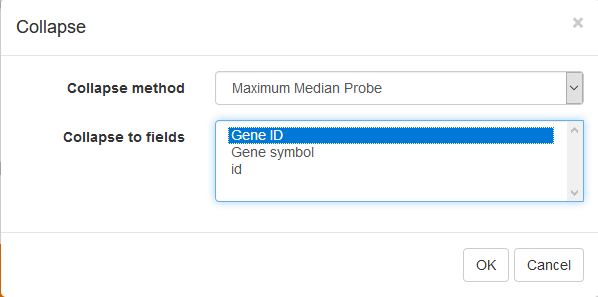 Collapse ×
Collapse method Maximum Median Probe
Collapse to fields Gene ID
Gene symbol
id
OK Cancel